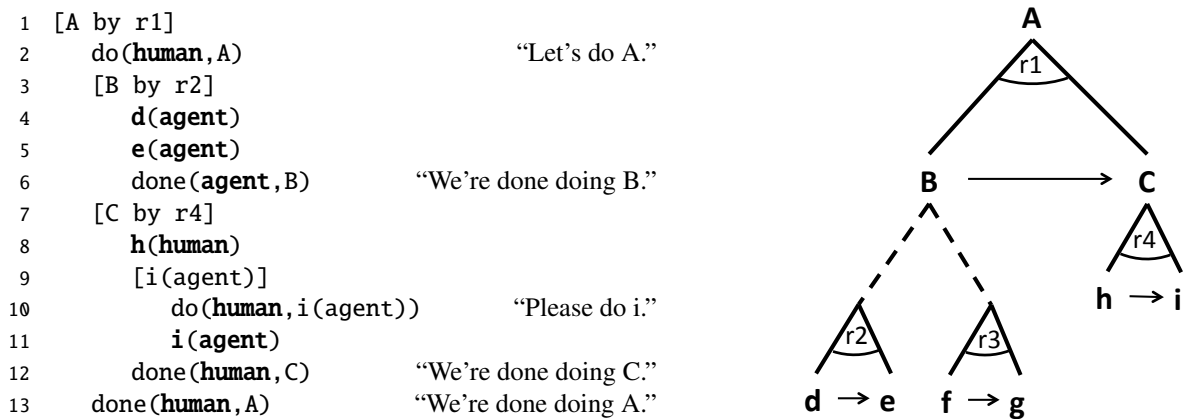 1 [A by r1]
2 do(human,A) “Let's do A.”
3 [B by r2]
4 d(agent)
5 e(agent)
6 done(agent,B) “We're done doing B.”
7 [C by r4]
8 h(human)
9 [i(agent)]
10 do(human,i(agent)) “Please do i.”
11 i(agent)
12 done(human,C) “We're done doing C.”
13 done(human,A) “We're done doing A.”
A
r1
B → C
r4
h → i
r2 r3
d → e f → g